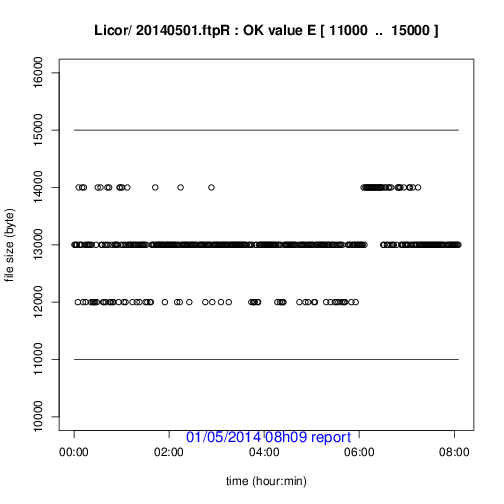 Licor/ 20140501.ftpR : OK value E [ 11000 .. 15000 ]
file size (byte)
16000
15000
14000
13000
12000
11000
10000
00:00 02:00 04:00 06:00 08:00
01/05/2014 08h09 report
time (hour:min)